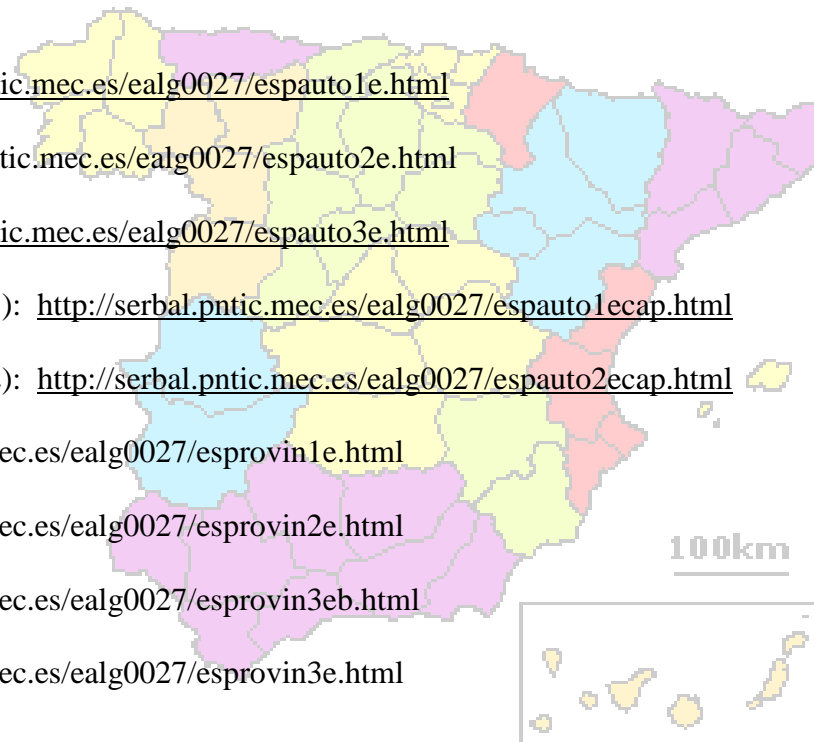 ic.mec.es/ealg0027/espauto1e.html
tic.mec.es/ealg0027/espauto2e.html
ic.mec.es/ealg0027/espauto3e.html
): http://serbal.pntic.mec.es/ealg0027/espauto1ecap.html
): http://serbal.pntic.mec.es/ealg0027/espauto2ecap.html
ec.es/ealg0027/esprovin1e.html
ec.es/ealg0027/esprovin2e.html
100km
ec.es/ealg0027/esprovin3eb.html
ec.es/ealg0027/esprovin3e.html